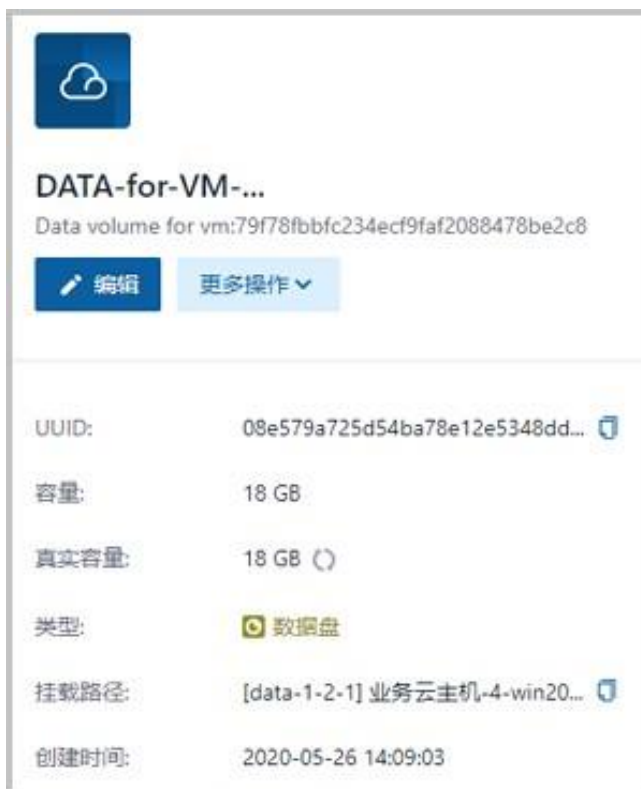 DATA-for-VM-...
Data volume for vm:79f78fbbfc234ecf9faf2088478be2c8
编辑 更多操作
UUID: 08e579a725d54ba78e12e5348dd...
容量: 18 GB
真实容量: 18 GB
类型: 数据盘
挂载路径: [data-1-2-1] 业务云主机-4-win20...
创建时间: 2020-05-26 14:09:03